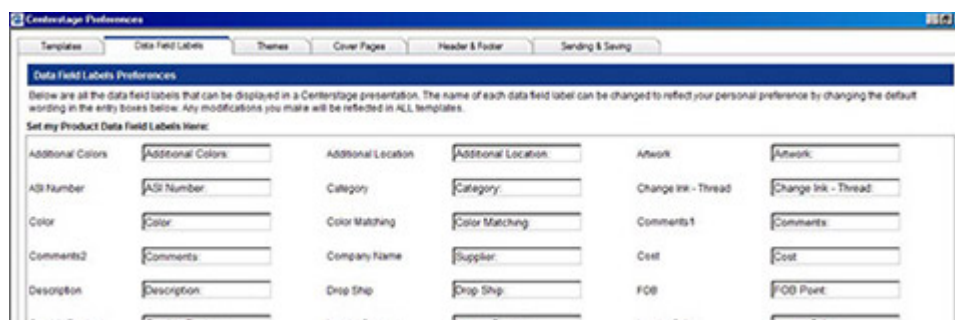 Centerstage Preferences
Templates Data Field Labels Themes Cover Pages Header & Footer Sending & Saving
Data Field Labels Preferences
Below are all the data field labels that can be displayed in a Centerstage presentation. The name of each data field label can be changed to reflect your personal preference by changing the default
wording in the entry boxes below. Any modifications you make will be reflected in ALL templates.
Set my Product Data Field Labels Here:
Additional Colors Additional Colors: Additional Location Additional Location: Artwork Artwork:
ASI Number ASI Number: Category Category: Change Ink - Thread Change Ink - Thread:
Color Color: Color Matching Color Matching: Comments1 Comments:
Comments2 Comments: Company Name Supplier: Cost Cost
Description Description: Drop Ship Drop Ship: FOB FOB Point: